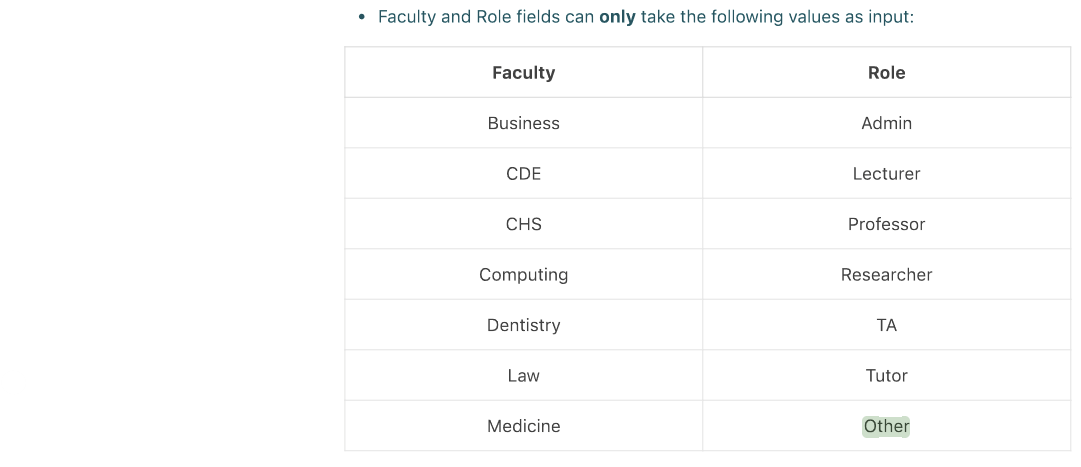 • Faculty and Role fields can only take the following values as input:
Faculty Role
Business Admin
CDE Lecturer
CHS Professor
Computing Researcher
Dentistry TA
Law Tutor
Medicine Other